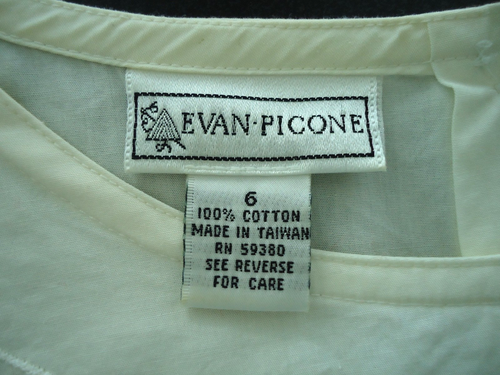 EVAN·PICONE
6
100% COTTON
MADE IN TAIWAN
RN 59380
SEE REVERSE
FOR CARE